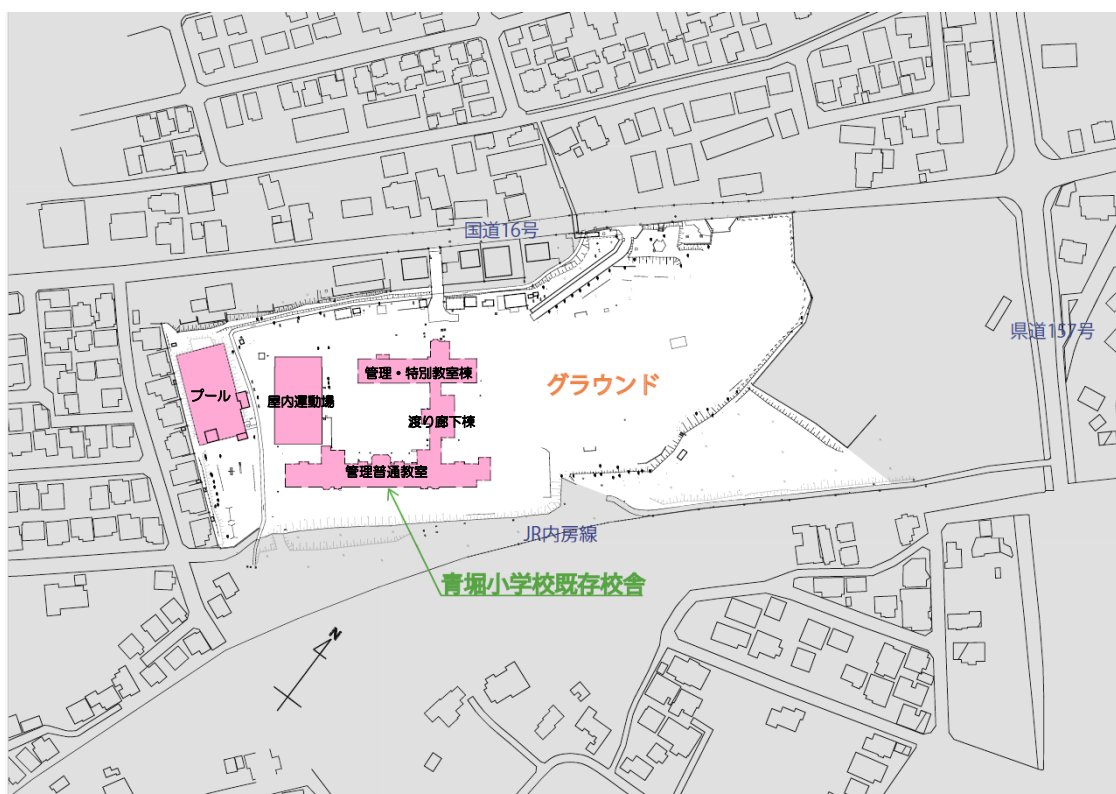 国道16号
県道157号
管理・特別教室棟
グラウンド
プール
屋内運動場
渡り廊下棟
管理普通教室
JR内房線
青堀小学校既存校舎
N